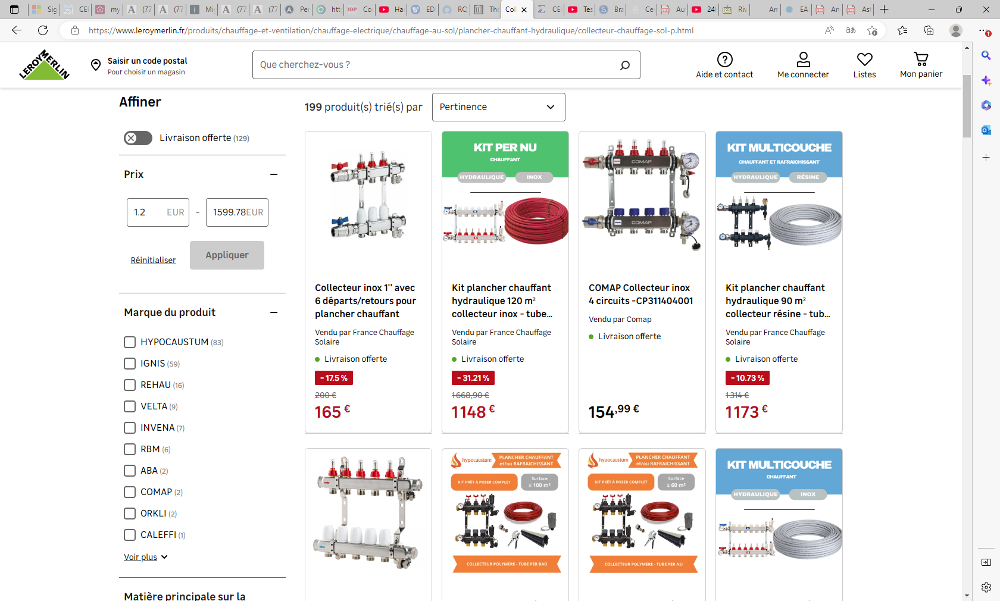 Sig
CEI
my
(77
(77
Mig
(77
(77
Per
htt
IOP Co
Ha
ED
RQ
The
Col
CE
Tes
Bra
Ce
Au
24
Riv
Am
EA
An
Ast
https://www.leroymerlin.fr/produits/chauffage-et-ventilation/chauffage-electrique/chauffage-au-sol/plancher-chauffant-hydraulique/collecteur-chauffage-sol-p.html
LEROY MERLIN
Saisir un code postal
Pour choisir un magasin
Que cherchez-vous ?
Aide et contact
Me connecter
Listes
Mon panier
Affiner
199 produit(s) trié(s) par
Pertinence
Livraison offerte (129)
Prix
1.2 EUR - 1599.78EUR
Réinitialiser
Appliquer
Marque du produit
HYPOCAUSTUM (83)
IGNIS (59)
REHAU (16)
VELTA (9)
INVENA (7)
RBM (6)
ABA (2)
COMAP (2)
ORKLI (2)
CALEFFI (1)
Voir plus
Matière principale sur la
Collecteur inox 1'' avec
6 départs/retours pour
plancher chauffant
Vendu par France Chauffage
Solaire
Livraison offerte
- 17.5 %
200 €
165 €
KIT PER NU
CHAUFFANT
HYDRAULIQUE
INOX
Kit plancher chauffant
hydraulique 120 m²
collecteur inox - tube...
Vendu par France Chauffage
Solaire
Livraison offerte
- 31.21 %
1 668,90 €
1148 €
COMAP
COMAP
COMAP Collecteur inox
4 circuits -CP311404001
Vendu par Comap
Livraison offerte
154,99 €
KIT MULTICOUCHE
CHAUFFANT ET RAFRAICHISSANT
HYDRAULIQUE
RÉSINE
Kit plancher chauffant
hydraulique 90 m²
collecteur résine - tub...
Vendu par France Chauffage
Solaire
Livraison offerte
- 10.73 %
1 314 €
1173 €
hypocaustum
PLANCHER CHAUFFANT
et/ou RAFRAICHISSANT
KIT PRÊT À POSER COMPLET
Surface
≤ 100 m²
COLLECTEUR POLYMERE - TUBE PER BAO
hypocaustum
PLANCHER CHAUFFANT
et/ou RAFRAICHISSANT
KIT PRÊT À POSER COMPLET
Surface
≤ 60 m²
COLLECTEUR POLYMERE - TUBE PER NU
KIT MULTICOUCHE
CHAUFFANT
HYDRAULIQUE
INOX